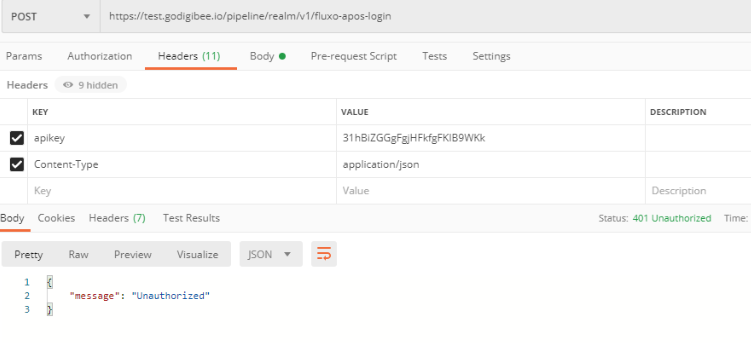 POST https://test.godigibee.io/pipeline/realm/v1/fluxo-apos-login
Params Authorization Headers (11) Body Pre-request Script Tests Settings
Headers 9 hidden
KEY VALUE DESCRIPTION
apikey 31hBiZGGgFgjHFkfgFKIB9WKk
Content-Type application/json
Key Value Description
Body Cookies Headers (7) Test Results Status: 401 Unauthorized Time:
Pretty Raw Preview Visualize JSON
1 {
2 "message": "Unauthorized"
3 }